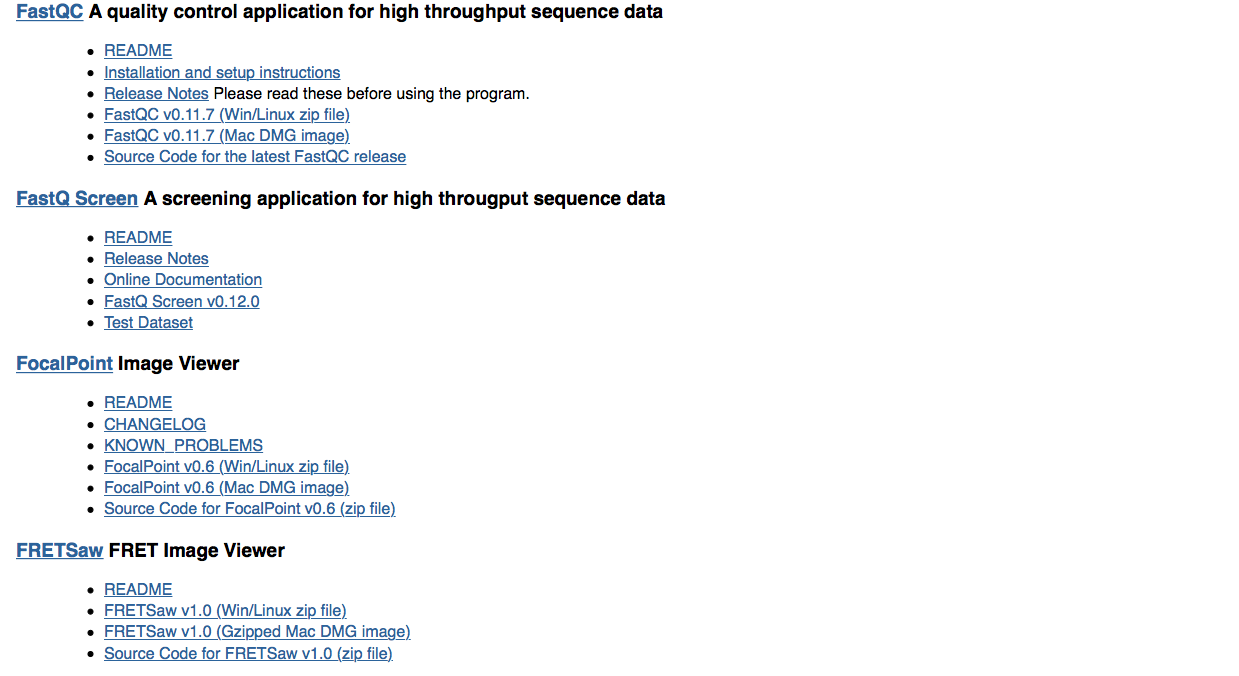 FastQC A quality control application for high throughput sequence data
README
Installation and setup instructions
Release Notes Please read these before using the program.
FastQC v0.11.7 (Win/Linux zip file)
FastQC v0.11.7 (Mac DMG image)
Source Code for the latest FastQC release
FastQ Screen A screening application for high througput sequence data
README
Release Notes
Online Documentation
FastQ Screen v0.12.0
Test Dataset
FocalPoint Image Viewer
README
CHANGELOG
KNOWN_PROBLEMS
FocalPoint v0.6 (Win/Linux zip file)
FocalPoint v0.6 (Mac DMG image)
Source Code for FocalPoint v0.6 (zip file)
FRETSaw FRET Image Viewer
README
FRETSaw v1.0 (Win/Linux zip file)
FRETSaw v1.0 (Gzipped Mac DMG image)
Source Code for FRETSaw v1.0 (zip file)